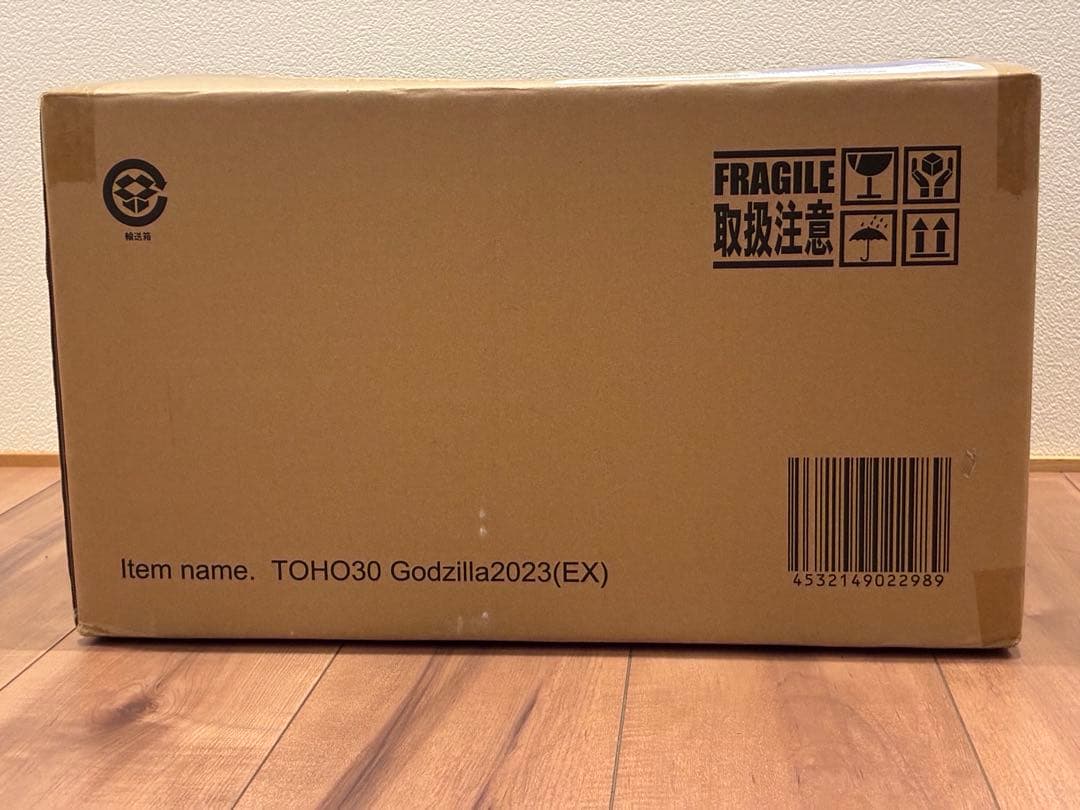 輸送箱
FRAGILE
取扱注意
Item name. TOHO30 Godzilla2023(EX)
4532149022989